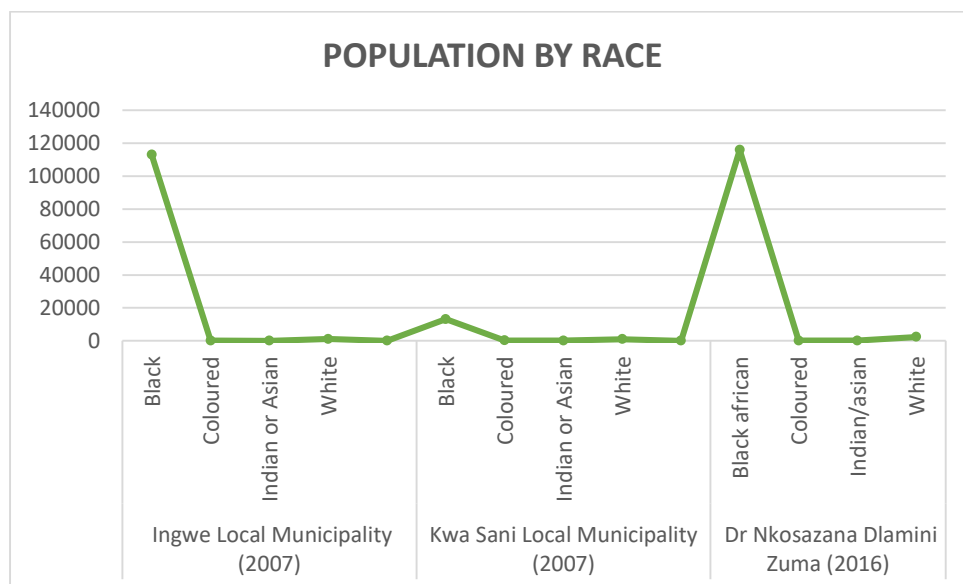 POPULATION BY RACE
140000
120000
100000
80000
60000
40000
20000
0
Black
Coloured
Indian or Asian
White
Black
Coloured
Indian or Asian
White
Black african
Coloured
Indian/asian
White
Ingwe Local Municipality
(2007)
Kwa Sani Local Municipality
(2007)
Dr Nkosazana Dlamini
Zuma (2016)